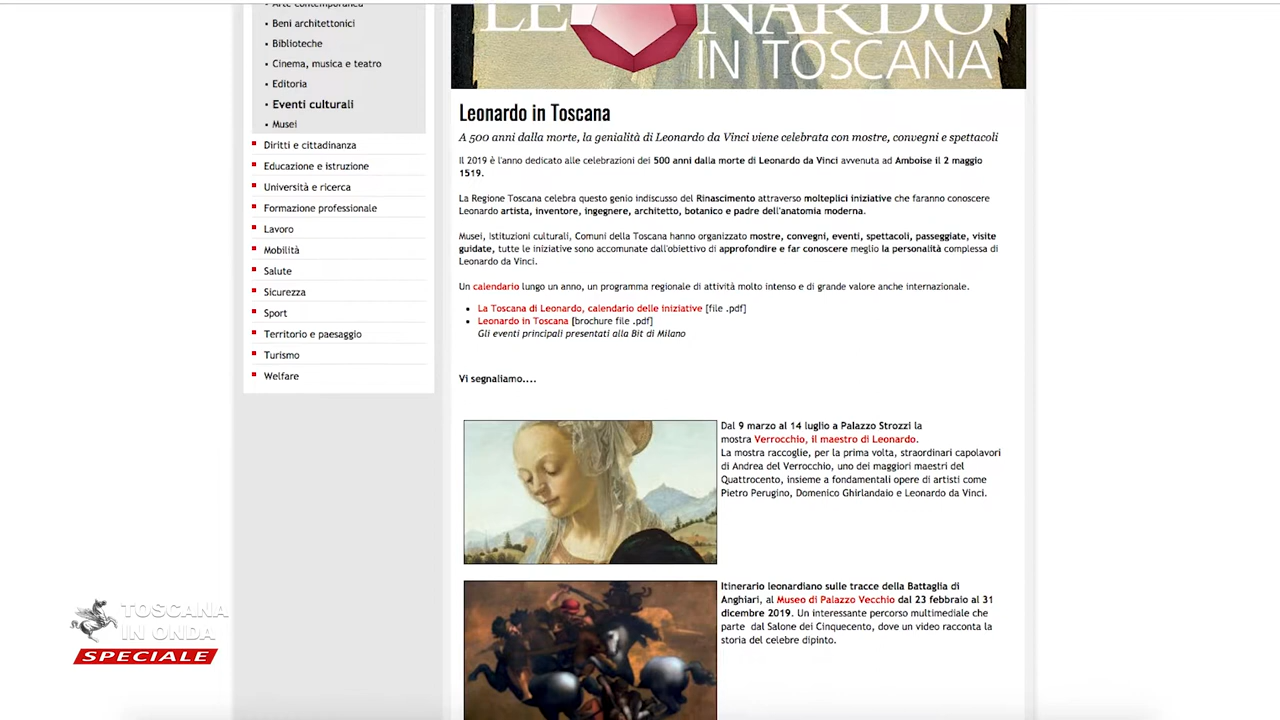 Arte contemporanea
• Beni architettonici
• Biblioteche
• Cinema, musica e teatro
• Editoria
• Eventi culturali
• Musei
Diritti e cittadinanza
Educazione e istruzione
Università e ricerca
Formazione professionale
Lavoro
Mobilità
Salute
Sicurezza
Sport
Territorio e paesaggio
Turismo
Welfare
LEONARDO
IN TOSCANA
Leonardo in Toscana
A 500 anni dalla morte, la genialità di Leonardo da Vinci viene celebrata con mostre, convegni e spettacoli
Il 2019 è l'anno dedicato alle celebrazioni dei 500 anni dalla morte di Leonardo da Vinci avvenuta ad Amboise il 2 maggio
1519.
La Regione Toscana celebra questo genio indiscusso del Rinascimento attraverso molteplici iniziative che faranno conoscere
Leonardo artista, inventore, ingegnere, architetto, botanico e padre dell'anatomia moderna.
Musei, istituzioni culturali, Comuni della Toscana hanno organizzato mostre, convegni, eventi, spettacoli, passeggiate, visite
guidate, tutte le iniziative sono accomunate dall'obiettivo di approfondire e far conoscere meglio la personalità complessa di
Leonardo da Vinci.
Un calendario lungo un anno, un programma regionale di attività molto intenso e di grande valore anche internazionale.
• La Toscana di Leonardo, calendario delle iniziative [file .pdf]
• Leonardo in Toscana [brochure file .pdf]
Gli eventi principali presentati alla Bit di Milano
Vi segnaliamo....
Dal 9 marzo al 14 luglio a Palazzo Strozzi la
mostra Verrocchio, il maestro di Leonardo.
La mostra raccoglie, per la prima volta, straordinari capolavori
di Andrea del Verrocchio, uno dei maggiori maestri del
Quattrocento, insieme a fondamentali opere di artisti come
Pietro Perugino, Domenico Ghirlandaio e Leonardo da Vinci.
Itinerario leonardiano sulle tracce della Battaglia di
Anghiari, al Museo di Palazzo Vecchio dal 23 febbraio al 31
dicembre 2019. Un interessante percorso multimediale che
parte dal Salone dei Cinquecento, dove un video racconta la
storia del celebre dipinto.
TOSCANA
IN ONDA
SPECIALE